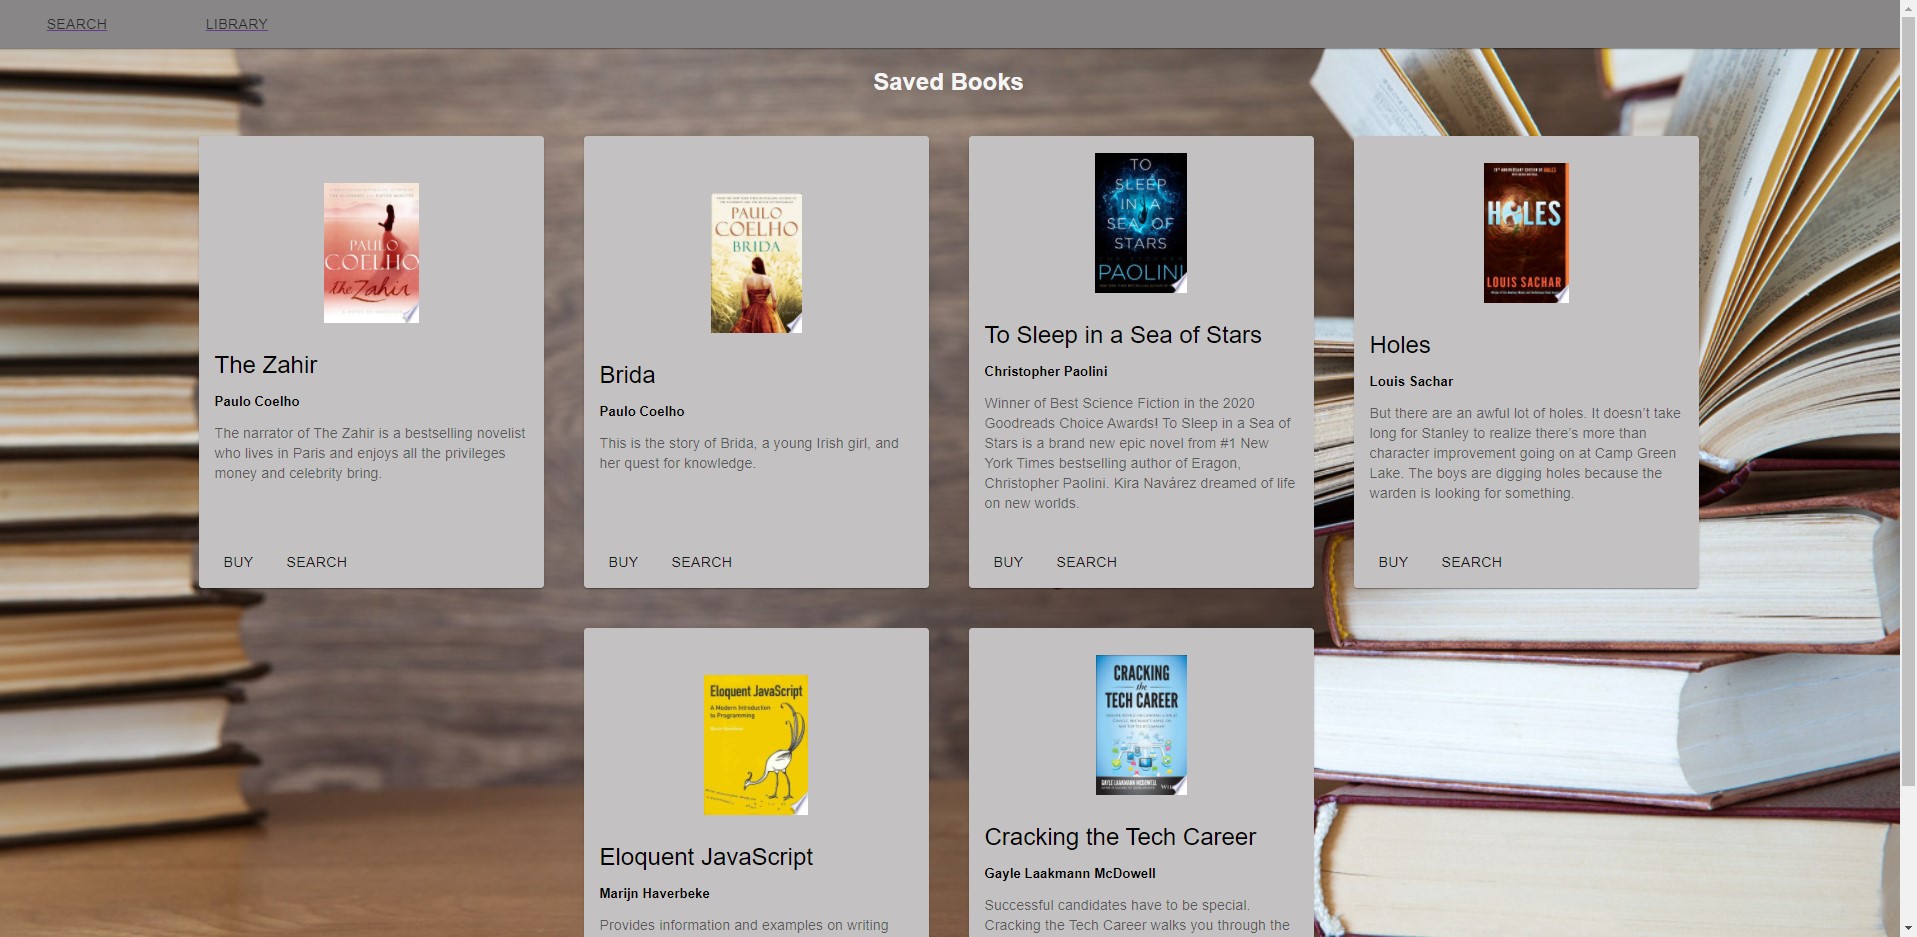 SEARCH
LIBRARY
Saved Books
PAULO
COELHO
the Zahir
The Zahir
Paulo Coelho
The narrator of The Zahir is a bestselling novelist
who lives in Paris and enjoys all the privileges
money and celebrity bring.
BUY SEARCH
PAULO
COELHO
BRIDA
Brida
Paulo Coelho
This is the story of Brida, a young Irish girl, and
her quest for knowledge.
BUY SEARCH
TO
SLEEP
IN A
SEA OF
STARS
CHRISTOPHER
PAOLINI
To Sleep in a Sea of Stars
Christopher Paolini
Winner of Best Science Fiction in the 2020
Goodreads Choice Awards! To Sleep in a Sea of
Stars is a brand new epic novel from #1 New
York Times bestselling author of Eragon,
Christopher Paolini. Kira Navárez dreamed of life
on new worlds.
BUY SEARCH
HOLES
LOUIS SACHAR
Holes
Louis Sachar
But there are an awful lot of holes. It doesn’t take
long for Stanley to realize there’s more than
character improvement going on at Camp Green
Lake. The boys are digging holes because the
warden is looking for something.
BUY SEARCH
Eloquent JavaScript
A Modern Introduction
to Programming
Eloquent JavaScript
Marijn Haverbeke
Provides information and examples on writing
CRACKING
the
TECH CAREER
GAYLE LAAKMANN MCDOWELL
Cracking the Tech Career
Gayle Laakmann McDowell
Successful candidates have to be special.
Cracking the Tech Career walks you through the